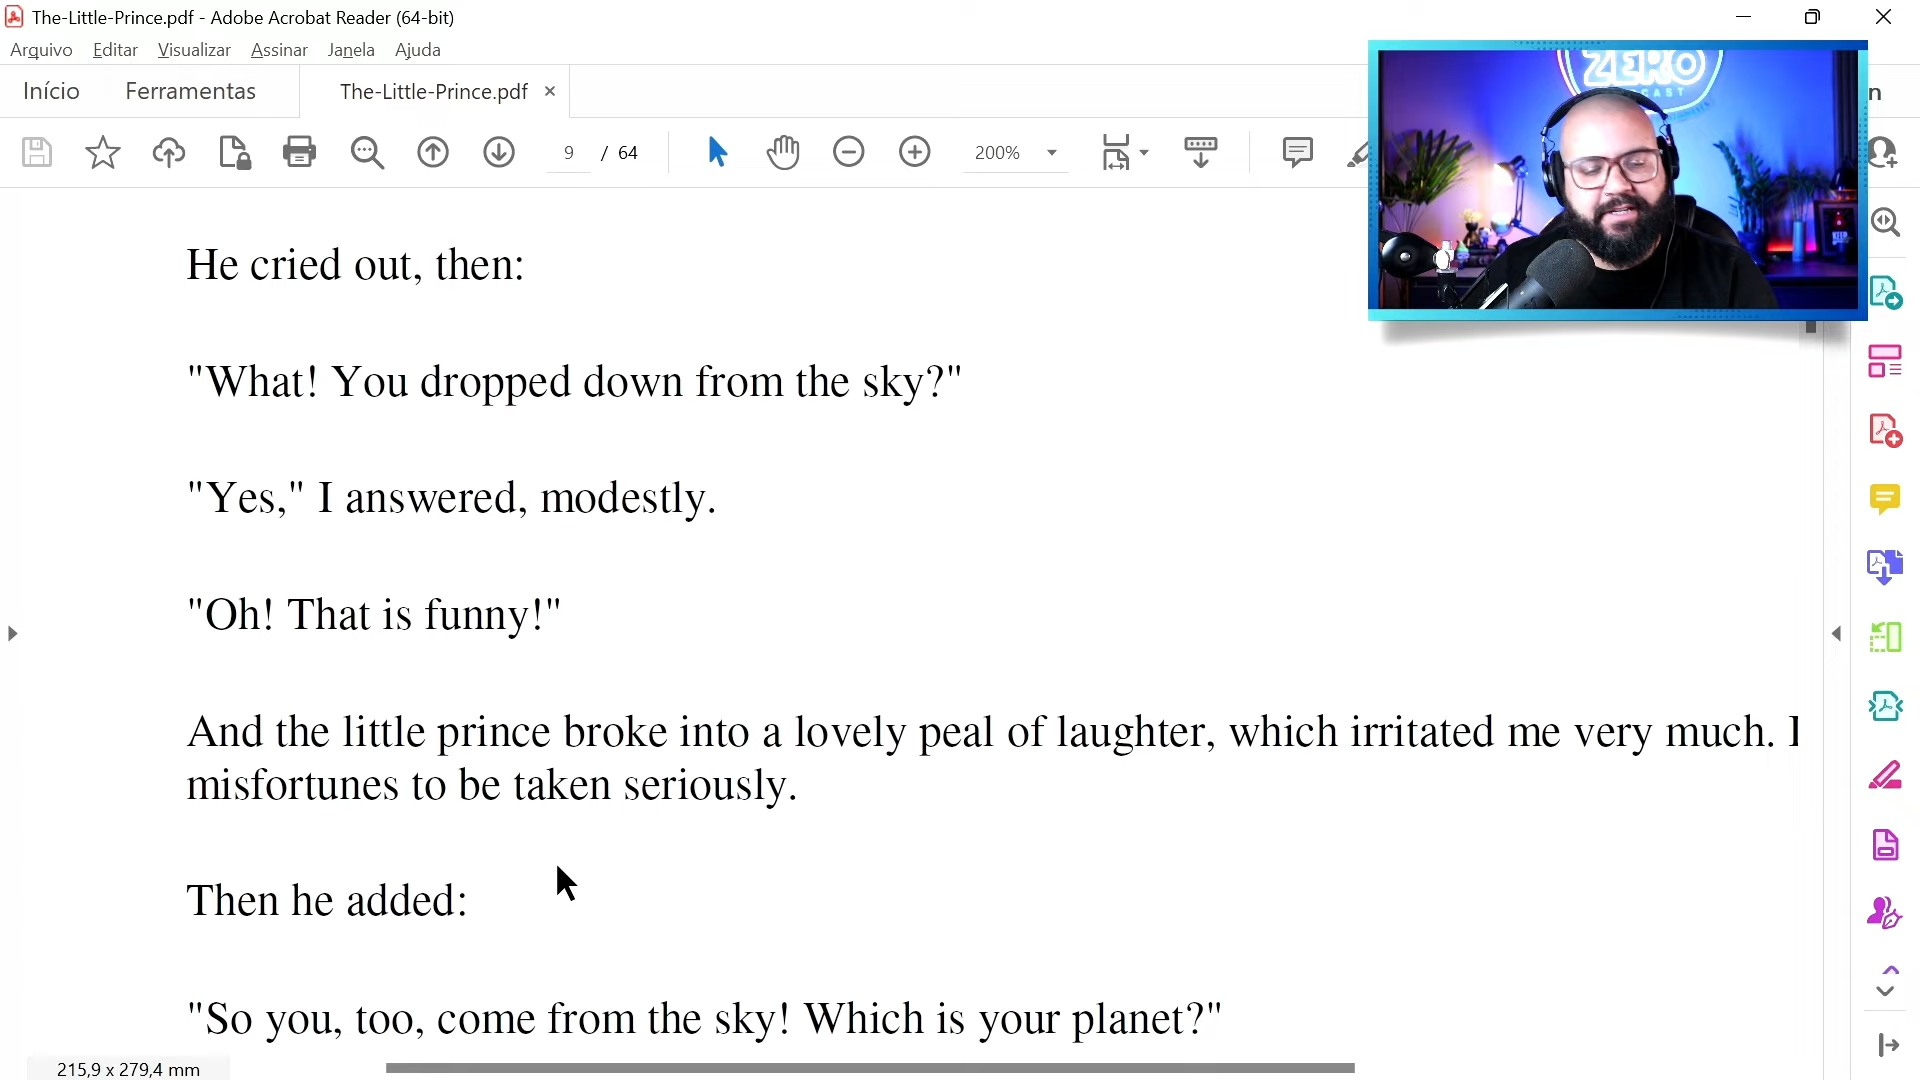 The-Little-Prince.pdf - Adobe Acrobat Reader (64-bit)
Arquivo Editar Visualizar Assinar Janela Ajuda
Início Ferramentas The-Little-Prince.pdf ×
9 / 64 200%
ZERO
CAST
He cried out, then:
"What! You dropped down from the sky?"
"Yes," I answered, modestly.
"Oh! That is funny!"
And the little prince broke into a lovely peal of laughter, which irritated me very much. I
misfortunes to be taken seriously.
Then he added:
"So you, too, come from the sky! Which is your planet?"
215,9 x 279,4 mm